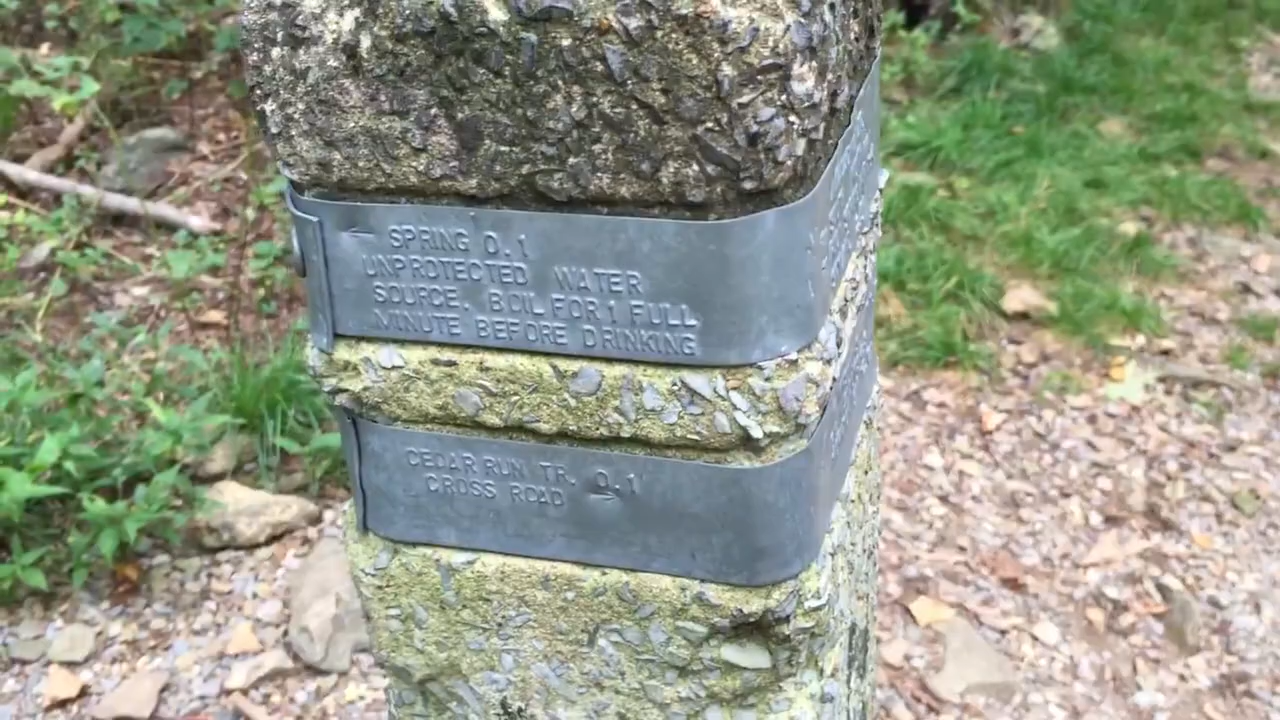 ← SPRING 0.1
UNPROTECTED WATER
SOURCE. BOIL FOR 1 FULL
MINUTE BEFORE DRINKING
CEDAR RUN TR. 0.1
CROSS ROAD →